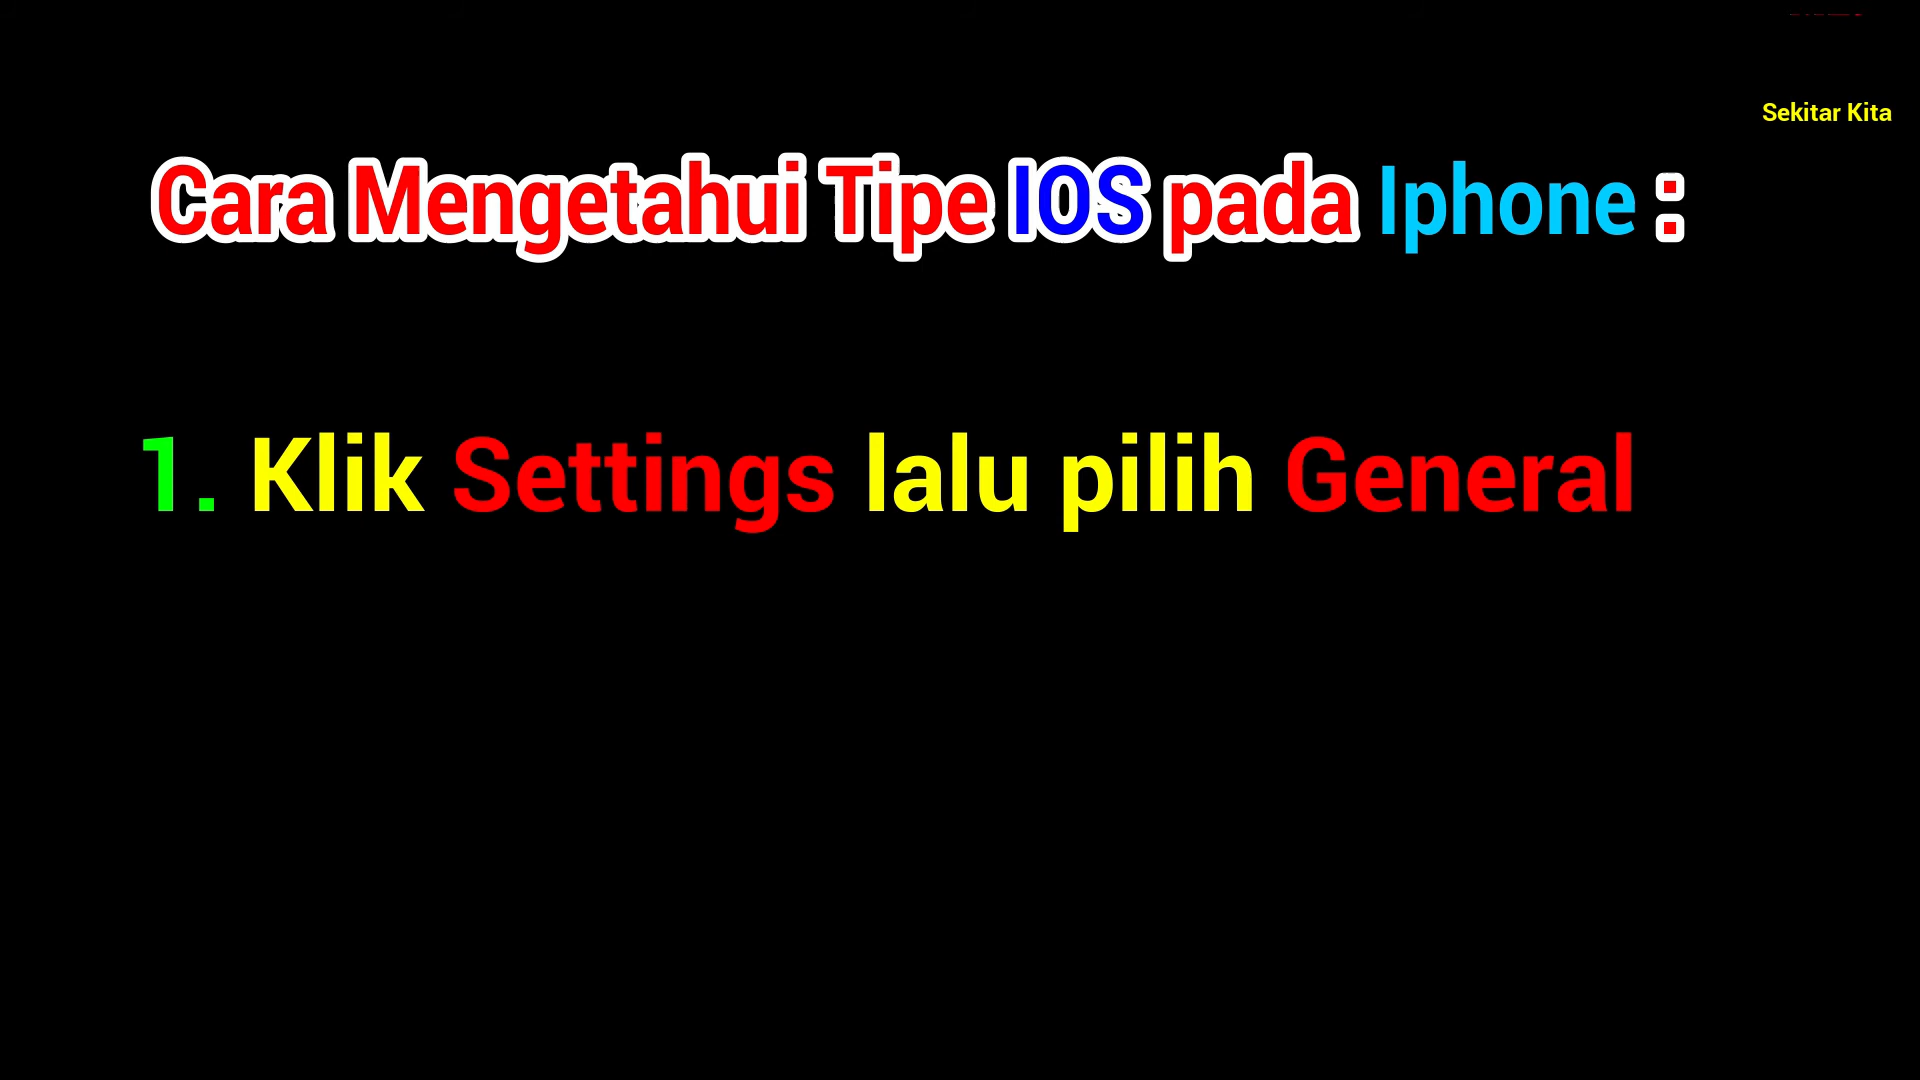 Sekitar Kita
Cara Mengetahui Tipe IOS pada Iphone :
1. Klik Settings lalu pilih General